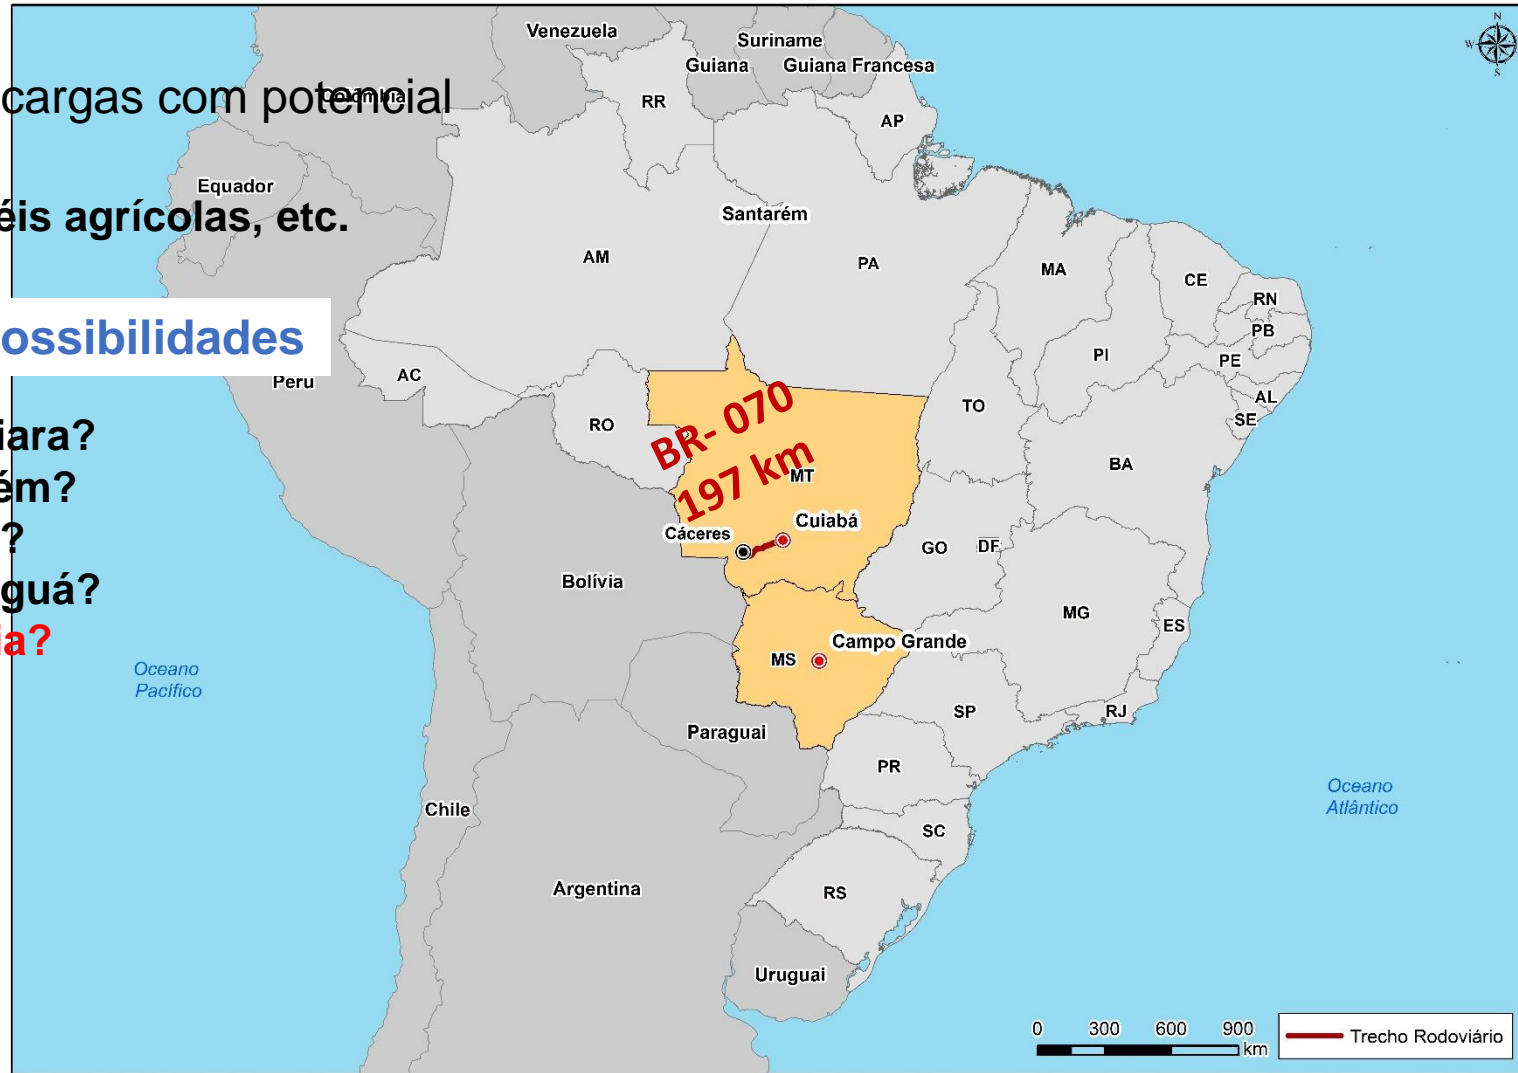 N
W
E
S
Venezuela
Suriname
Guiana
Guiana Francesa
cargas com potencial
Colômbia
RR
AP
Equador
éis agrícolas, etc.
Santarém
AM
PA
MA
CE
RN
PB
ossibilidades
Peru
AC
PI
PE
AL
SE
TO
RO
BR- 070
197 km
MT
BA
iara?
ém?
?
guá?
ia?
Cáceres
Cuiabá
GO
DF
Bolívia
MG
ES
Campo Grande
MS
Oceano
Pacífico
SP
RJ
Paraguai
PR
Oceano
Atlântico
Chile
SC
Argentina
RS
Uruguai
0 300 600 900
km
Trecho Rodoviário